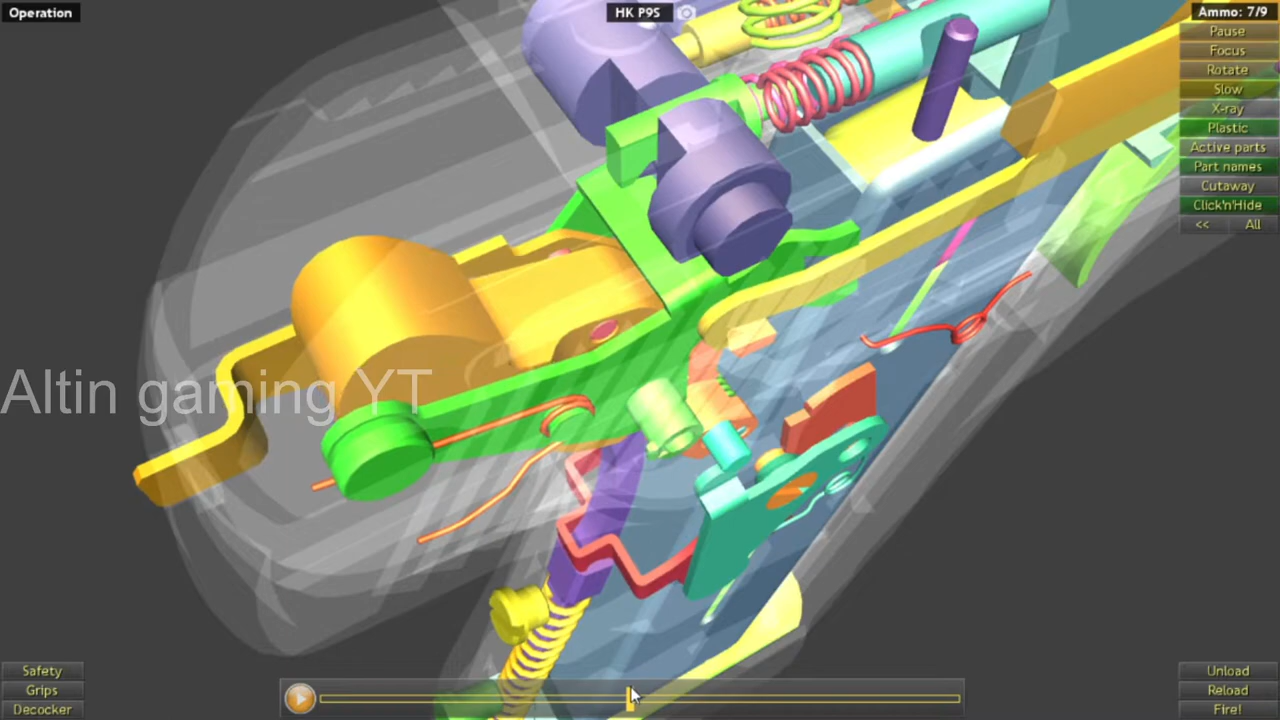 Operation
HK P9S
Ammo: 7/9
Pause
Focus
Rotate
Slow
X-ray
Plastic
Active parts
Part names
Cutaway
Click'n'Hide
<< All
Altin gaming YT
Safety
Grips
Decocker
Unload
Reload
Fire!